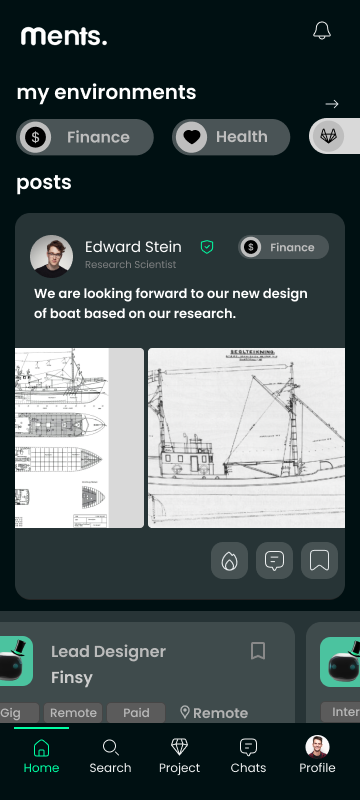 ments.
my environments
Finance
Health
posts
Edward Stein
Finance
Research Scientist
We are looking forward to our new design
of boat based on our research.
SEGLTEIKNING.
Lead Designer
Finsy
Gig
Remote
Paid
Remote
Inter
Home
Search
Project
Chats
Profile